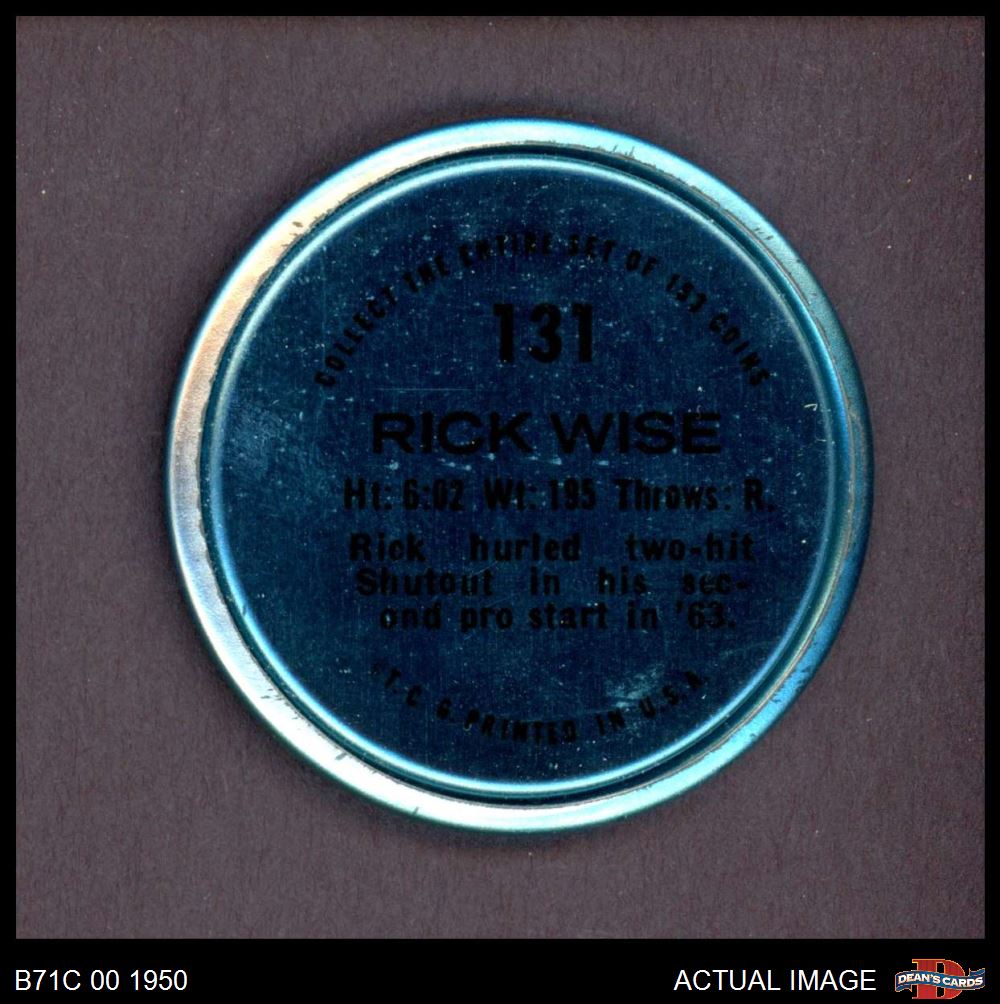 COLLECT THE ENTIRE SET OF 153 COINS
131
RICK WISE
Ht: 6:02 Wt: 195 Throws: R.
Rick hurled two-hit
Shutout in his sec-
ond pro start in '63.
©T. C. G. PRINTED IN U.S.A.
B71C 00 1950
ACTUAL IMAGE
D
DEAN'S CARDS